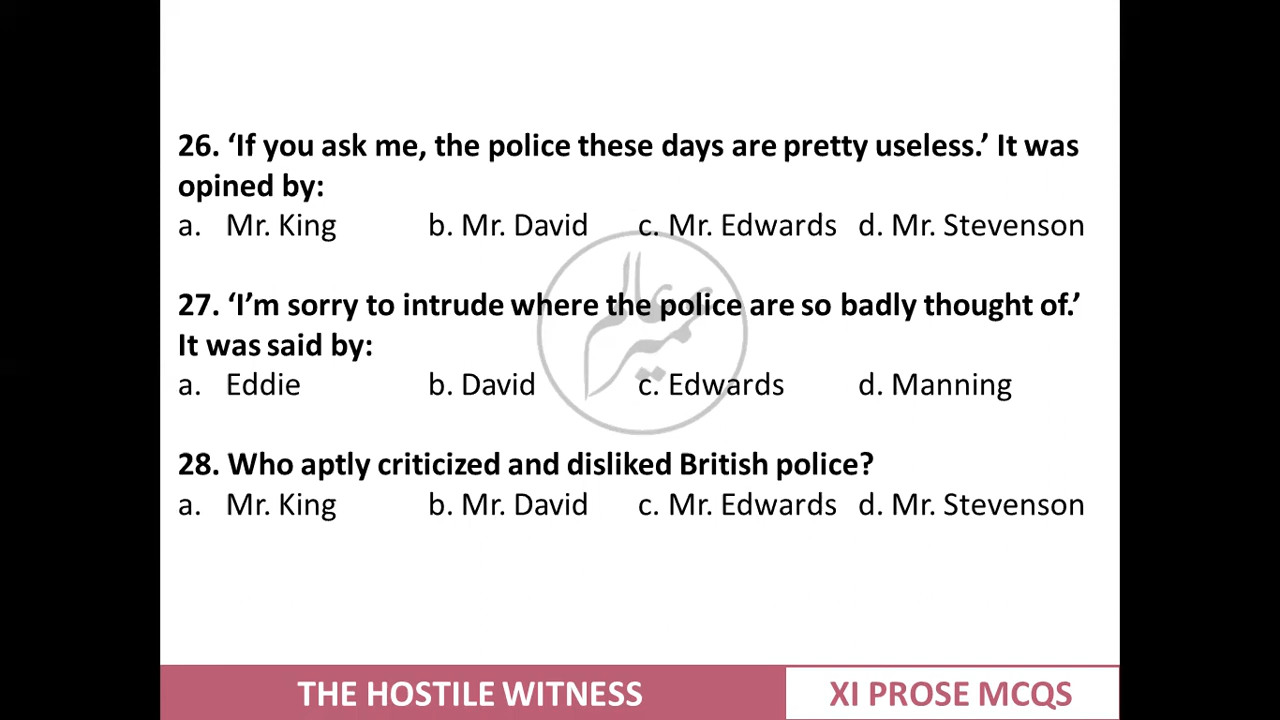 26. ‘If you ask me, the police these days are pretty useless.’ It was
opined by:
a. Mr. King b. Mr. David c. Mr. Edwards d. Mr. Stevenson
27. ‘I’m sorry to intrude where the police are so badly thought of.’
It was said by:
a. Eddie b. David c. Edwards d. Manning
28. Who aptly criticized and disliked British police?
a. Mr. King b. Mr. David c. Mr. Edwards d. Mr. Stevenson
THE HOSTILE WITNESS
XI PROSE MCQS